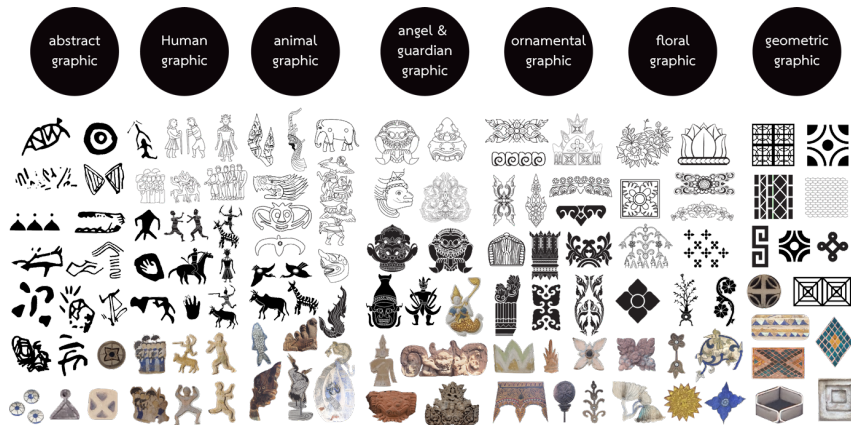 abstract
graphic
Human
graphic
animal
graphic
angel &
guardian
graphic
ornamental
graphic
floral
graphic
geometric
graphic